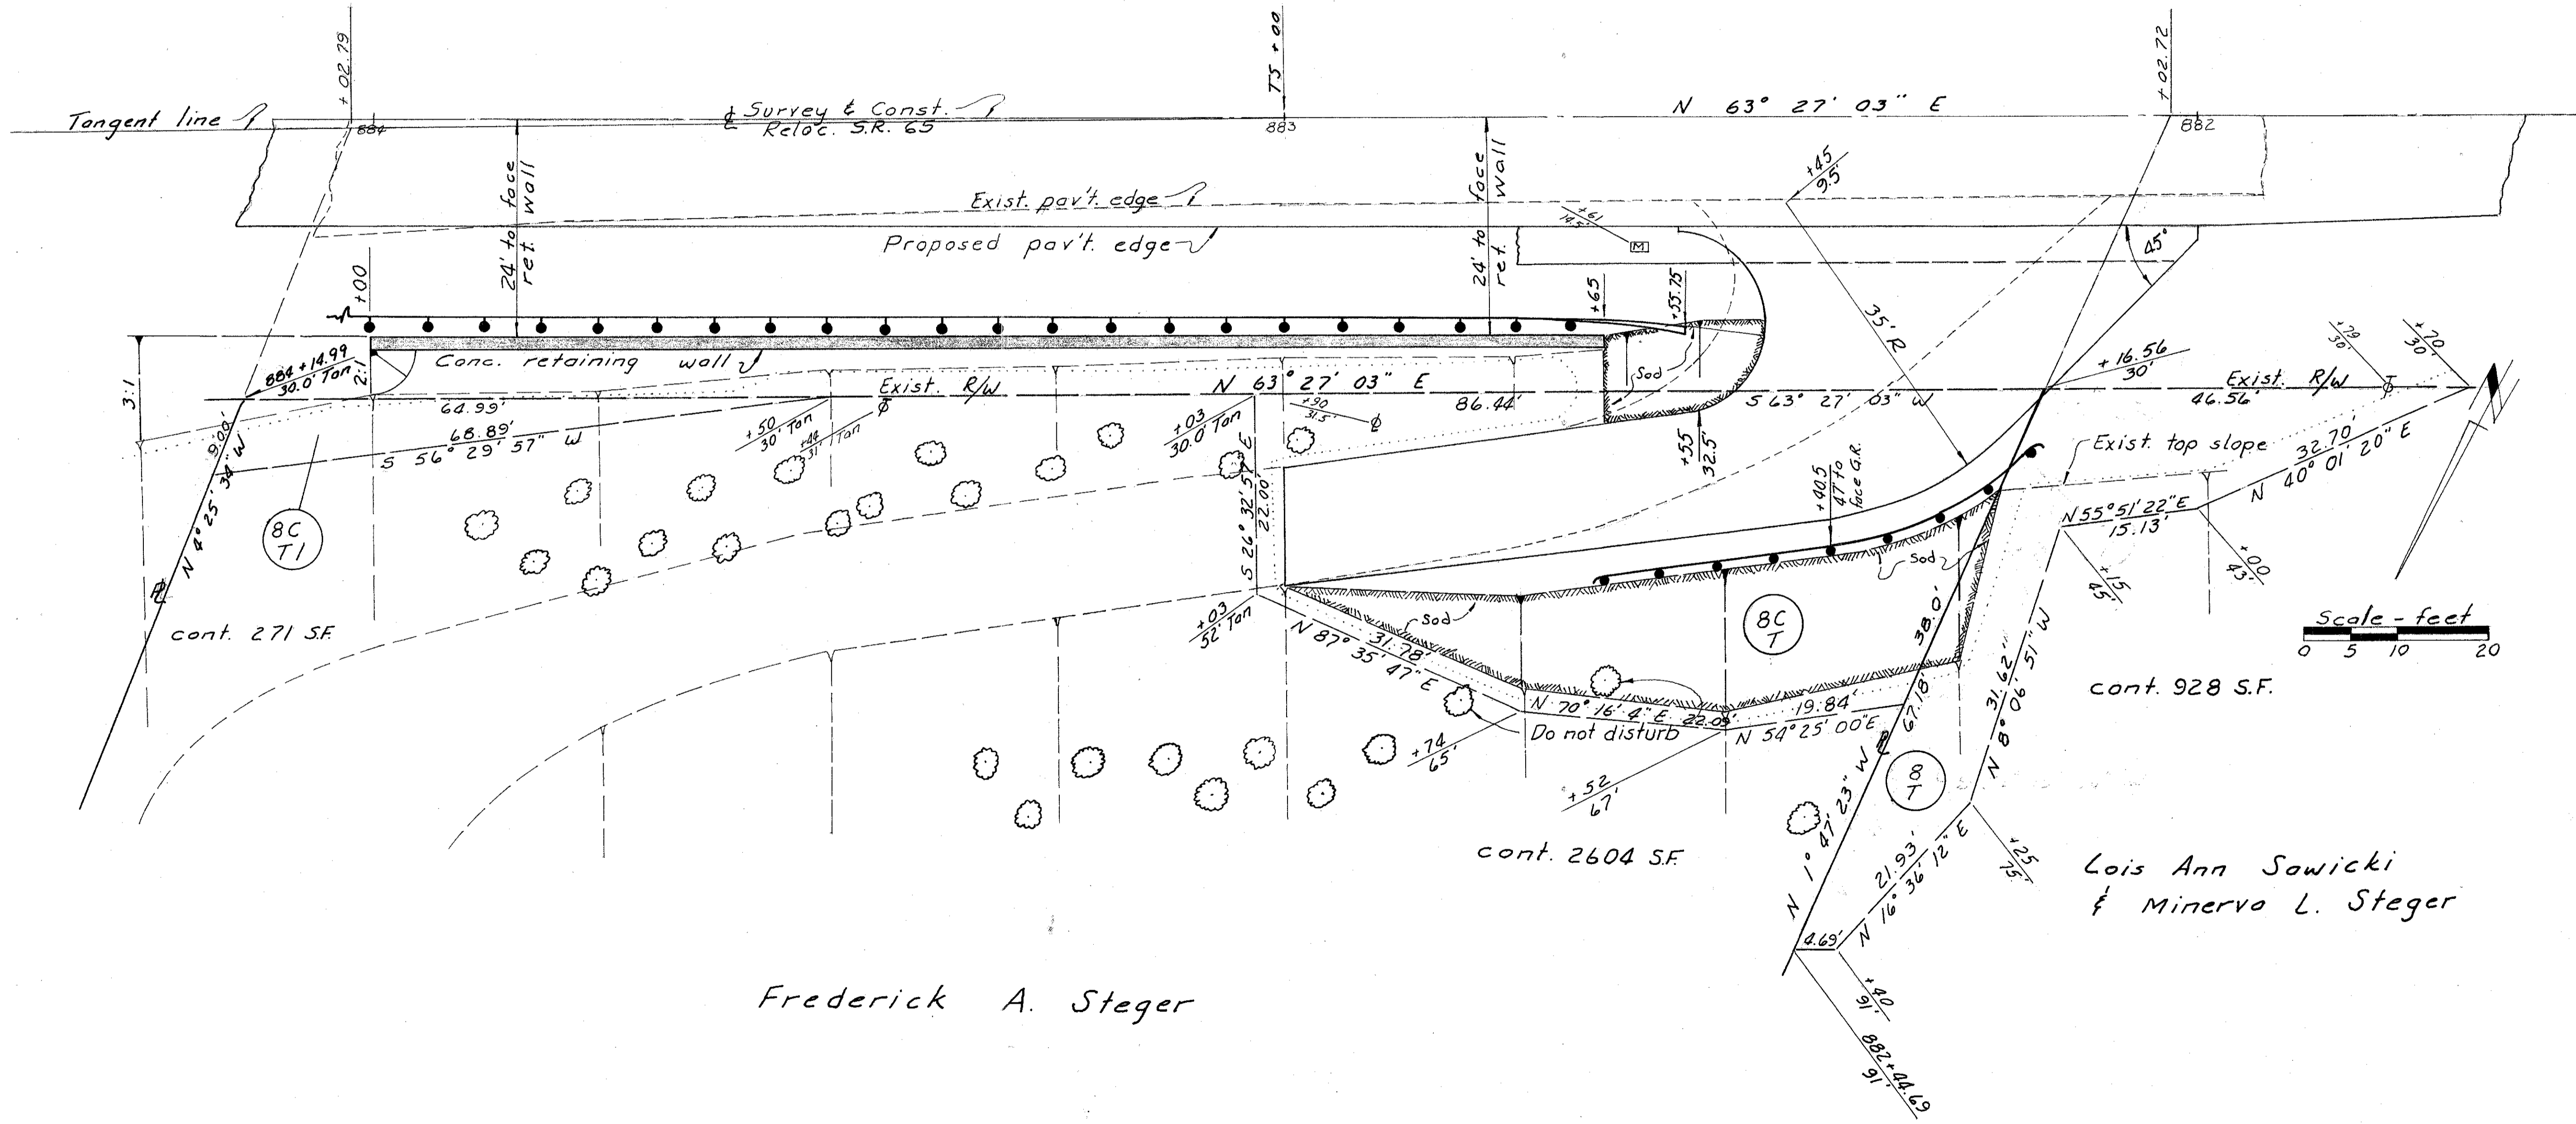 + 02.79
TS + 00
+ 02.72
Tangent line
Survey & Const.
Reloc. S.R. 65
N 63° 27' 03" E
884
883
882
24' to face
ret. wall
24' to face
ret. wall
+45
9.5'
Exist. pav't. edge
Proposed pav't. edge
+61
14.5'
M
45°
+00
+65
+55.75
35' R
3:1
2:1
884 + 14.99
30.0' Tan
Conc. retaining wall
Exist. R/W
N 63° 27' 03" E
64.99'
86.44'
Sod
S 63° 27' 03" W
+ 16.56
30'
+79
30'
+70
30'
Exist. R/W
46.56'
68.89'
S 56° 29' 57" W
+50
30' Tan
+44
31' Tan
+03
30.0' Tan
+90
31.5'
9.00'
N 4° 25' 34" W
+55
32.5'
+40.5
47' to
face G.R.
Exist. top slope
32.70'
N 40° 01' 20" E
N 55° 51' 22" E
15.13'
S 26° 32' 57" E
22.00'
8C
T1
PL
cont. 271 S.F.
+03
52' Tan
Sod
Sod
+15
45'
+00
43'
8C
T
38.0'
31.78'
N 87° 35' 47" E
Scale - feet
0 5 10 20
31.62'
N 8° 06' 51" W
cont. 928 S.F.
N 70° 16' 4" E 22.09'
19.84'
N 54° 25' 00" E
Do not disturb
67.18'
N 1° 47' 23" W
PL
8
T
+74
65'
+52
67'
cont. 2604 S.F.
21.93'
N 16° 36' 12" E
+25
75'
Lois Ann Sowicki
& Minerva L. Steger
4.69'
+40
91'
882+44.69
91'
Frederick A. Steger